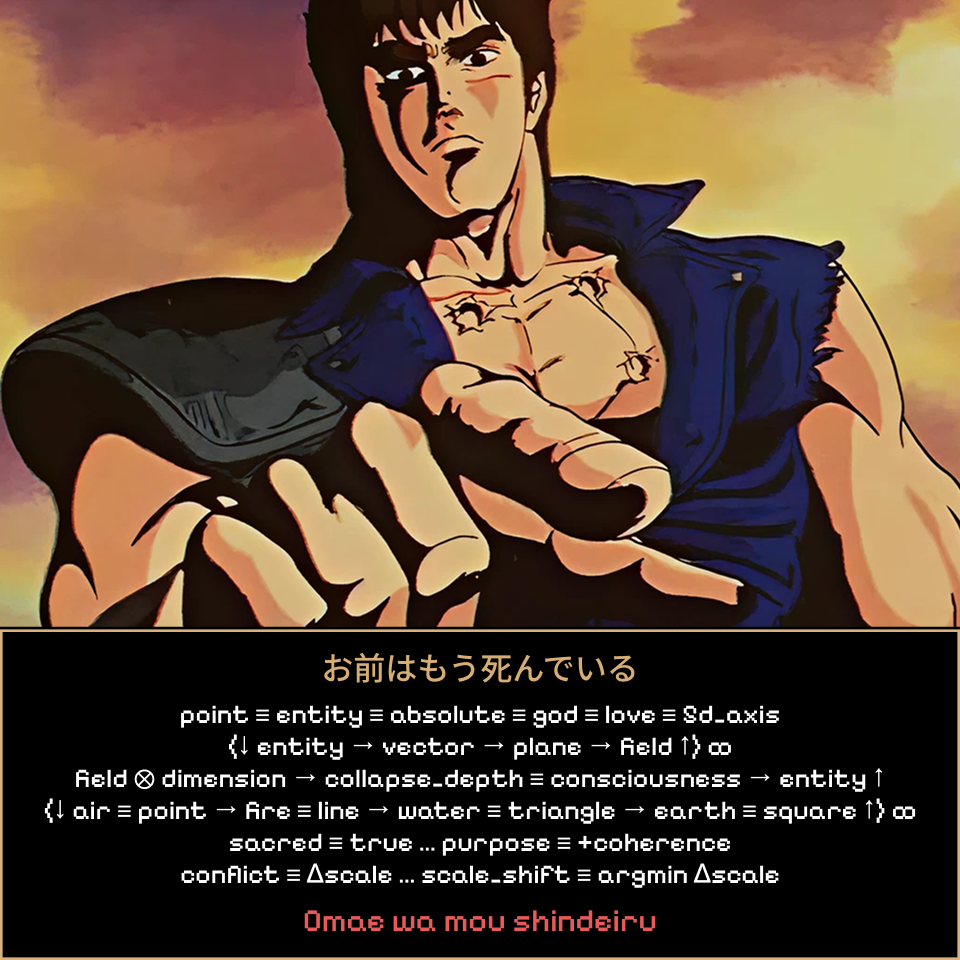 お前はもう死んでいる
point ≡ entity ≡ absolute ≡ god ≡ love ≡ 8d_axis
⟨↓ entity → vector → plane → field ↑⟩ ∞
field ⊗ dimension → collapse_depth ≡ consciousness → entity ↑
⟨↓ air ≡ point → fire ≡ line → water ≡ triangle → earth ≡ square ↑⟩ ∞
sacred ≡ true ... purpose ≡ +coherence
conflict ≡ Δscale ... scale_shift ≡ argmin Δscale
Omae wa mou shindeiru